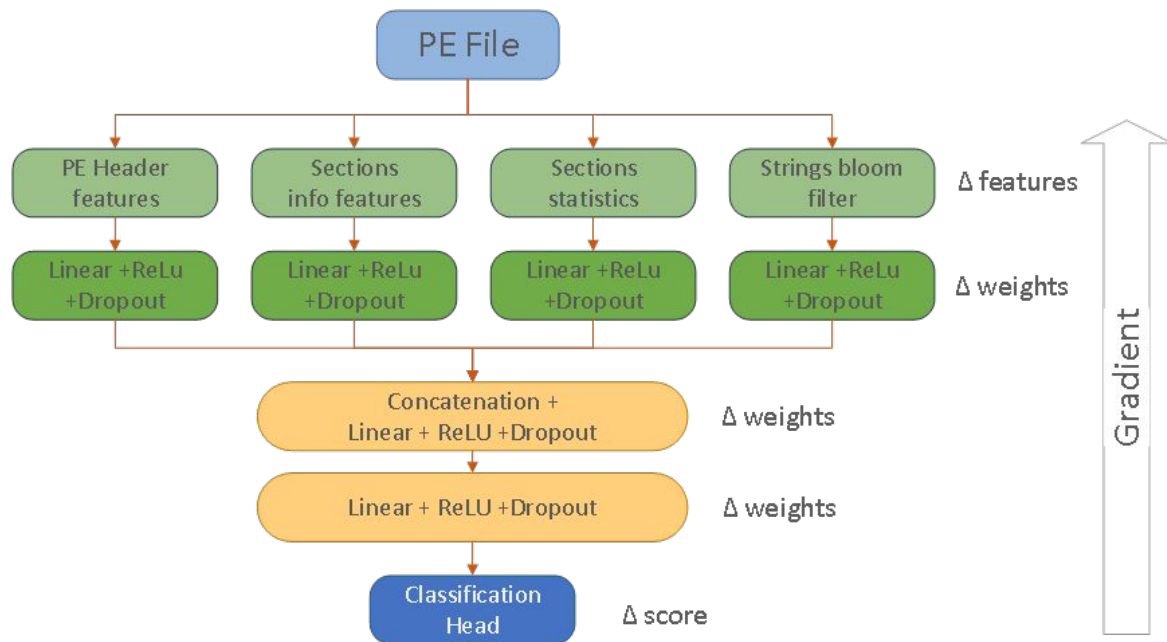 PE File
PE Header
features
Sections
info features
Sections
statistics
Strings bloom
filter
Δ features
Linear +ReLu
+Dropout
Linear +ReLu
+Dropout
Linear +ReLu
+Dropout
Linear +ReLu
+Dropout
Δ weights
Concatenation +
Linear + ReLU +Dropout
Δ weights
Linear + ReLU +Dropout
Δ weights
Classification
Head
Δ score
Gradient